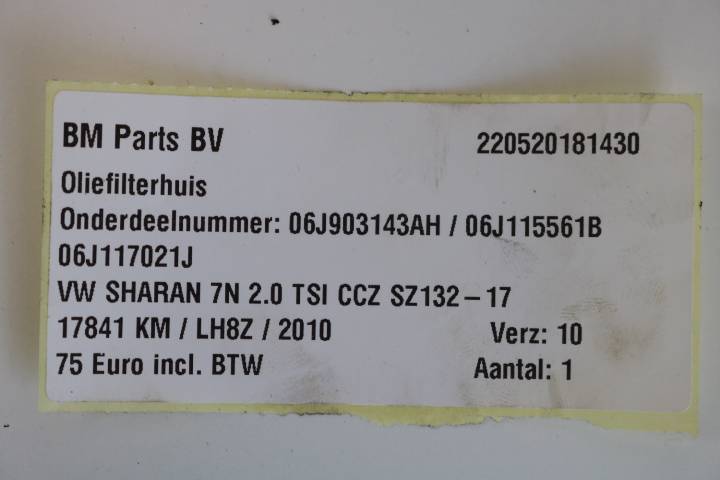 BM Parts BV 220520181430
Oliefilterhuis
Onderdeelnummer: 06J903143AH / 06J115561B
06J117021J
VW SHARAN 7N 2.0 TSI CCZ SZ132-17
17841 KM / LH8Z / 2010 Verz: 10
75 Euro incl. BTW Aantal: 1